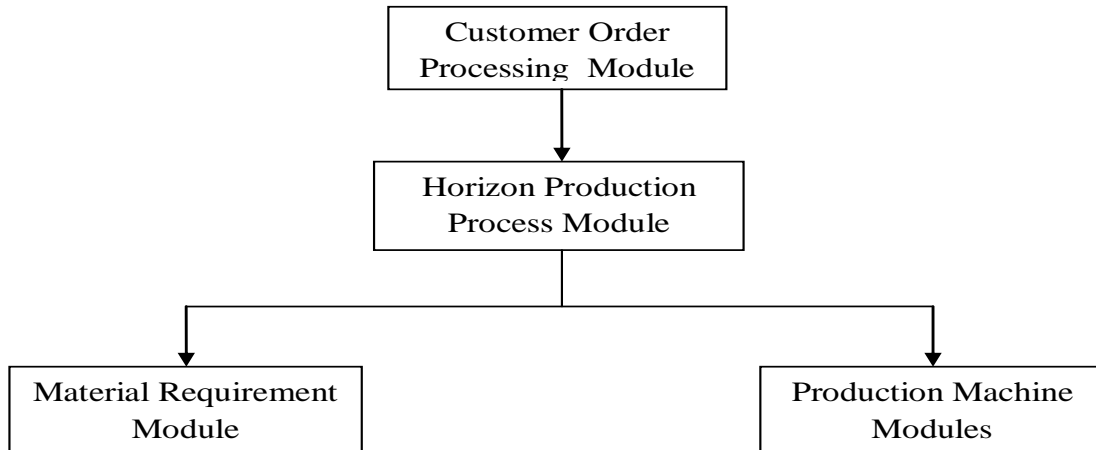 Customer Order
Processing Module
Horizon Production
Process Module
Material Requirement
Module
Production Machine
Modules